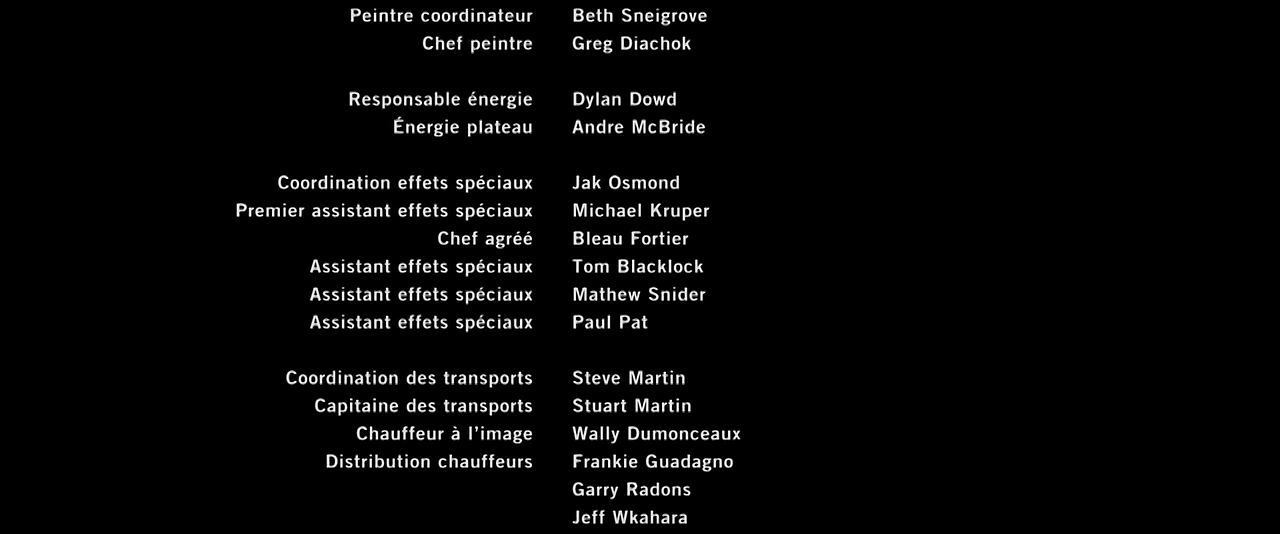 Peintre coordinateur Beth Sneigrove
Chef peintre Greg Diachok
Responsable énergie Dylan Dowd
Énergie plateau Andre McBride
Coordination effets spéciaux Jak Osmond
Premier assistant effets spéciaux Michael Kruper
Chef agréé Bleau Fortier
Assistant effets spéciaux Tom Blacklock
Assistant effets spéciaux Mathew Snider
Assistant effets spéciaux Paul Pat
Coordination des transports Steve Martin
Capitaine des transports Stuart Martin
Chauffeur à l'image Wally Dumonceaux
Distribution chauffeurs Frankie Guadagno
Garry Radons
Jeff Wkahara